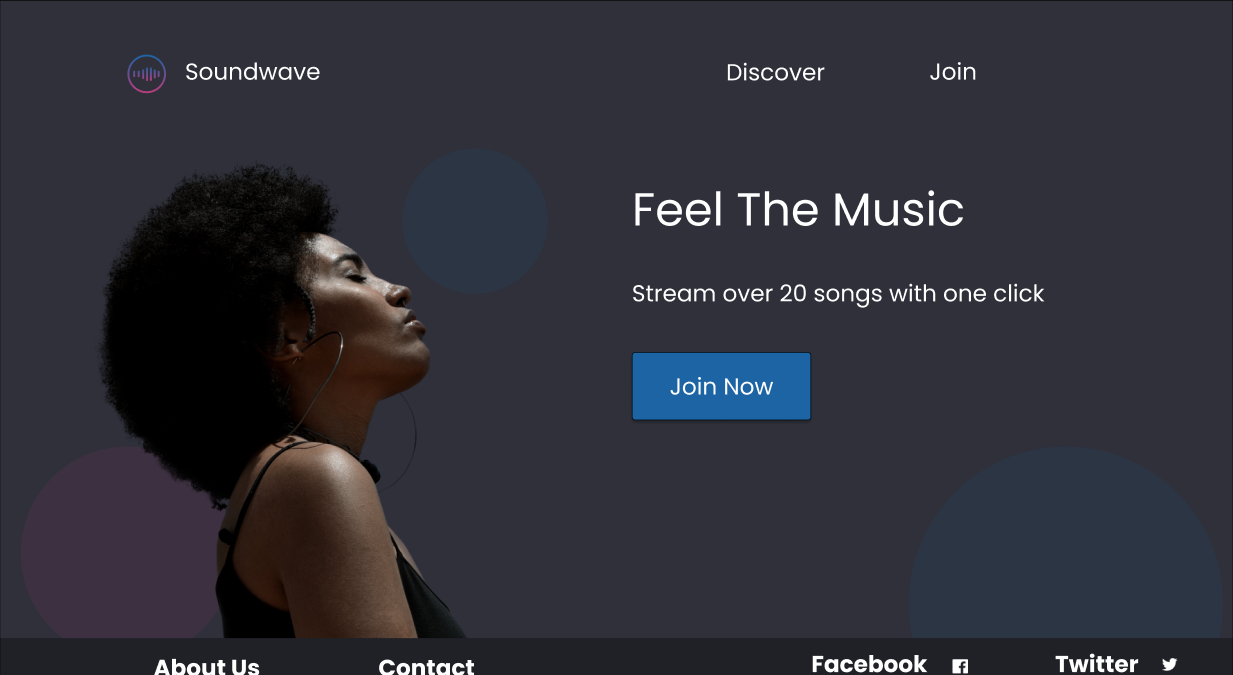 Soundwave
Discover
Join
Feel The Music
Stream over 20 songs with one click
Join Now
About Us
Contact
Facebook
Twitter